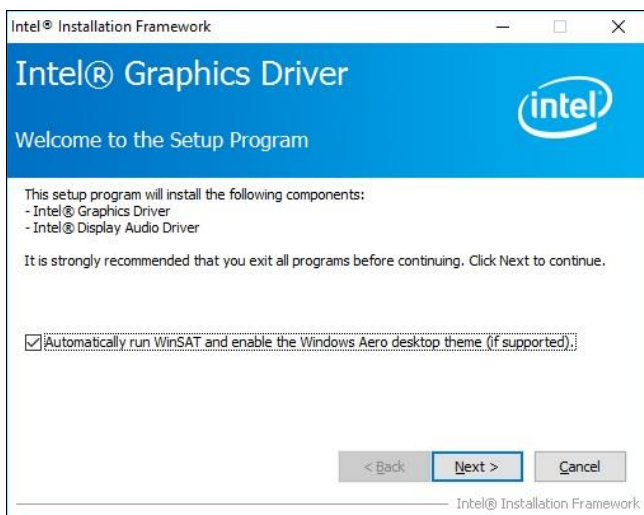 Intel® Installation Framework
Intel® Graphics Driver
intel
Welcome to the Setup Program
This setup program will install the following components:
- Intel® Graphics Driver
- Intel® Display Audio Driver
It is strongly recommended that you exit all programs before continuing. Click Next to continue.
Automatically run WinSAT and enable the Windows Aero desktop theme (if supported).
< Back Next > Cancel
Intel® Installation Framework